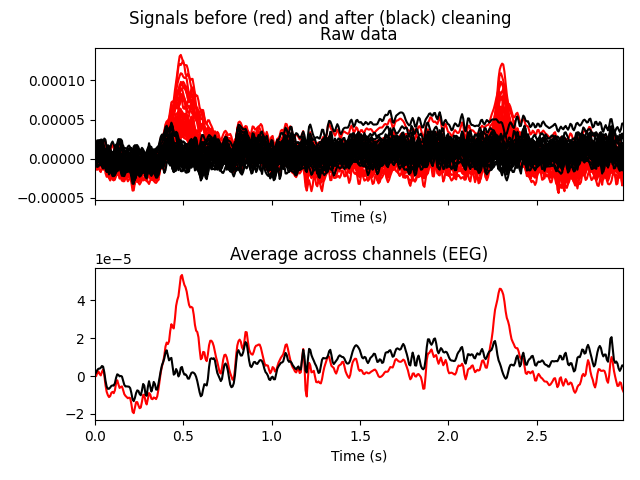 Signals before (red) and after (black) cleaning
Raw data
0.00010
0.00005
0.00000
−0.00005
Time (s)
Average across channels (EEG)
1e−5
4
2
0
−2
0.0 0.5 1.0 1.5 2.0 2.5
Time (s)